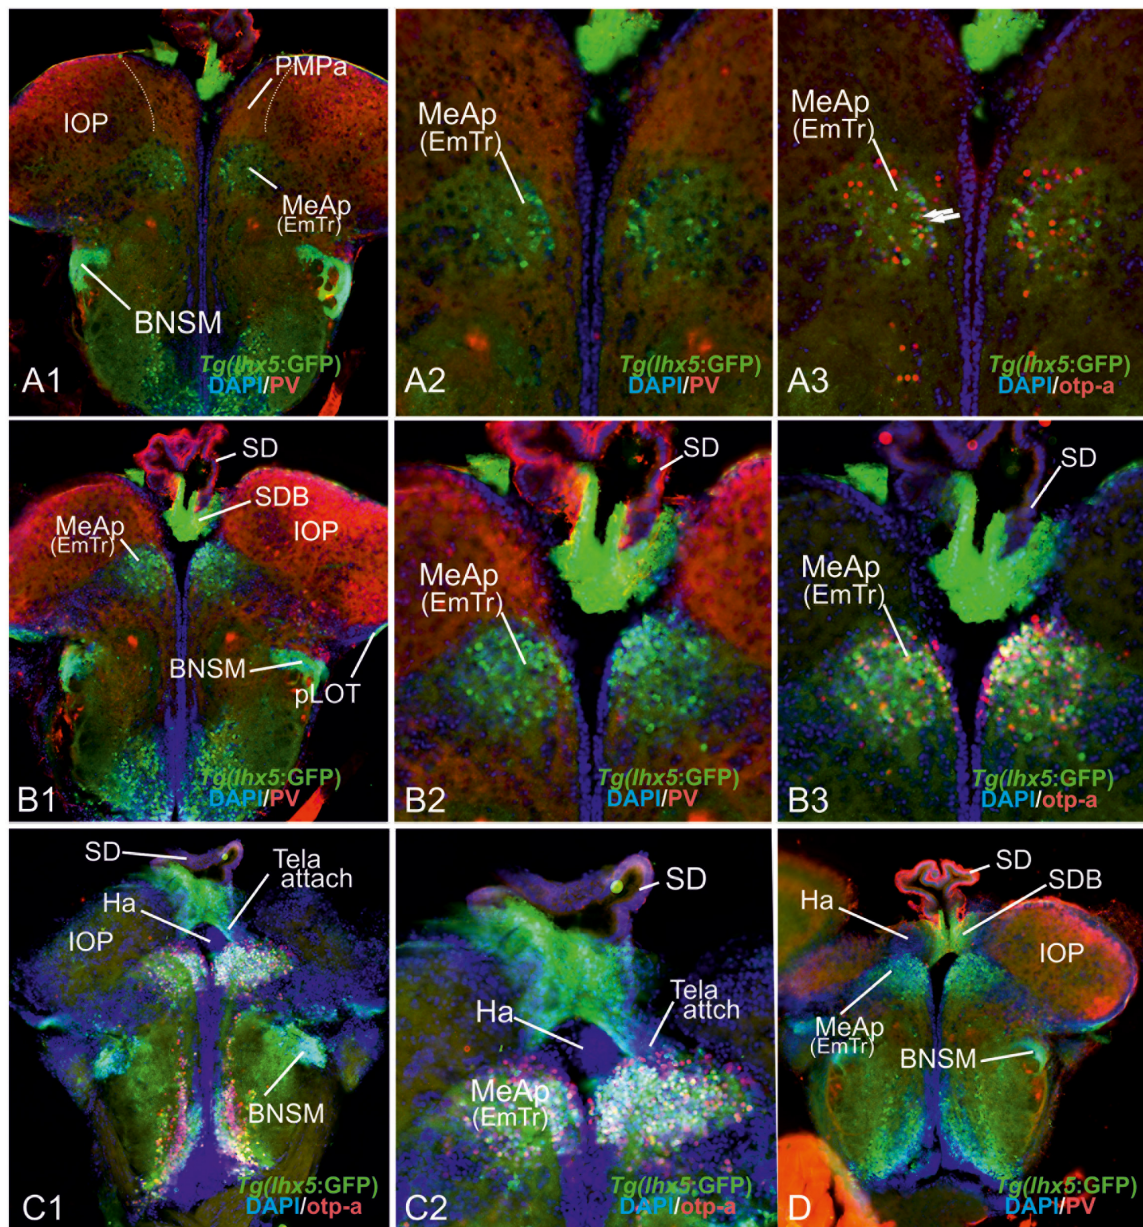 PMPa
IOP
MeAp
(EmTr)
BNSM
Tg(lhx5:GFP)
A1
DAPI/PV
MeAp
(EmTr)
Tg(lhx5:GFP)
A2
DAPI/PV
MeAp
(EmTr)
Tg(lhx5:GFP)
A3
DAPI/otp-a
SD
SDB
IOP
MeAp
(EmTr)
BNSM
pLOT
Tg(lhx5:GFP)
B1
DAPI/PV
SD
MeAp
(EmTr)
Tg(lhx5:GFP)
B2
DAPI/PV
SD
MeAp
(EmTr)
Tg(lhx5:GFP)
B3
DAPI/otp-a
SD
Tela
attach
Ha
IOP
BNSM
Tg(lhx5:GFP)
C1
DAPI/otp-a
SD
Tela
attch
Ha
MeAp
(EmTr)
Tg(lhx5:GFP)
C2
DAPI/otp-a
SD
SDB
Ha
IOP
MeAp
(EmTr)
BNSM
Tg(lhx5:GFP)
D
DAPI/PV